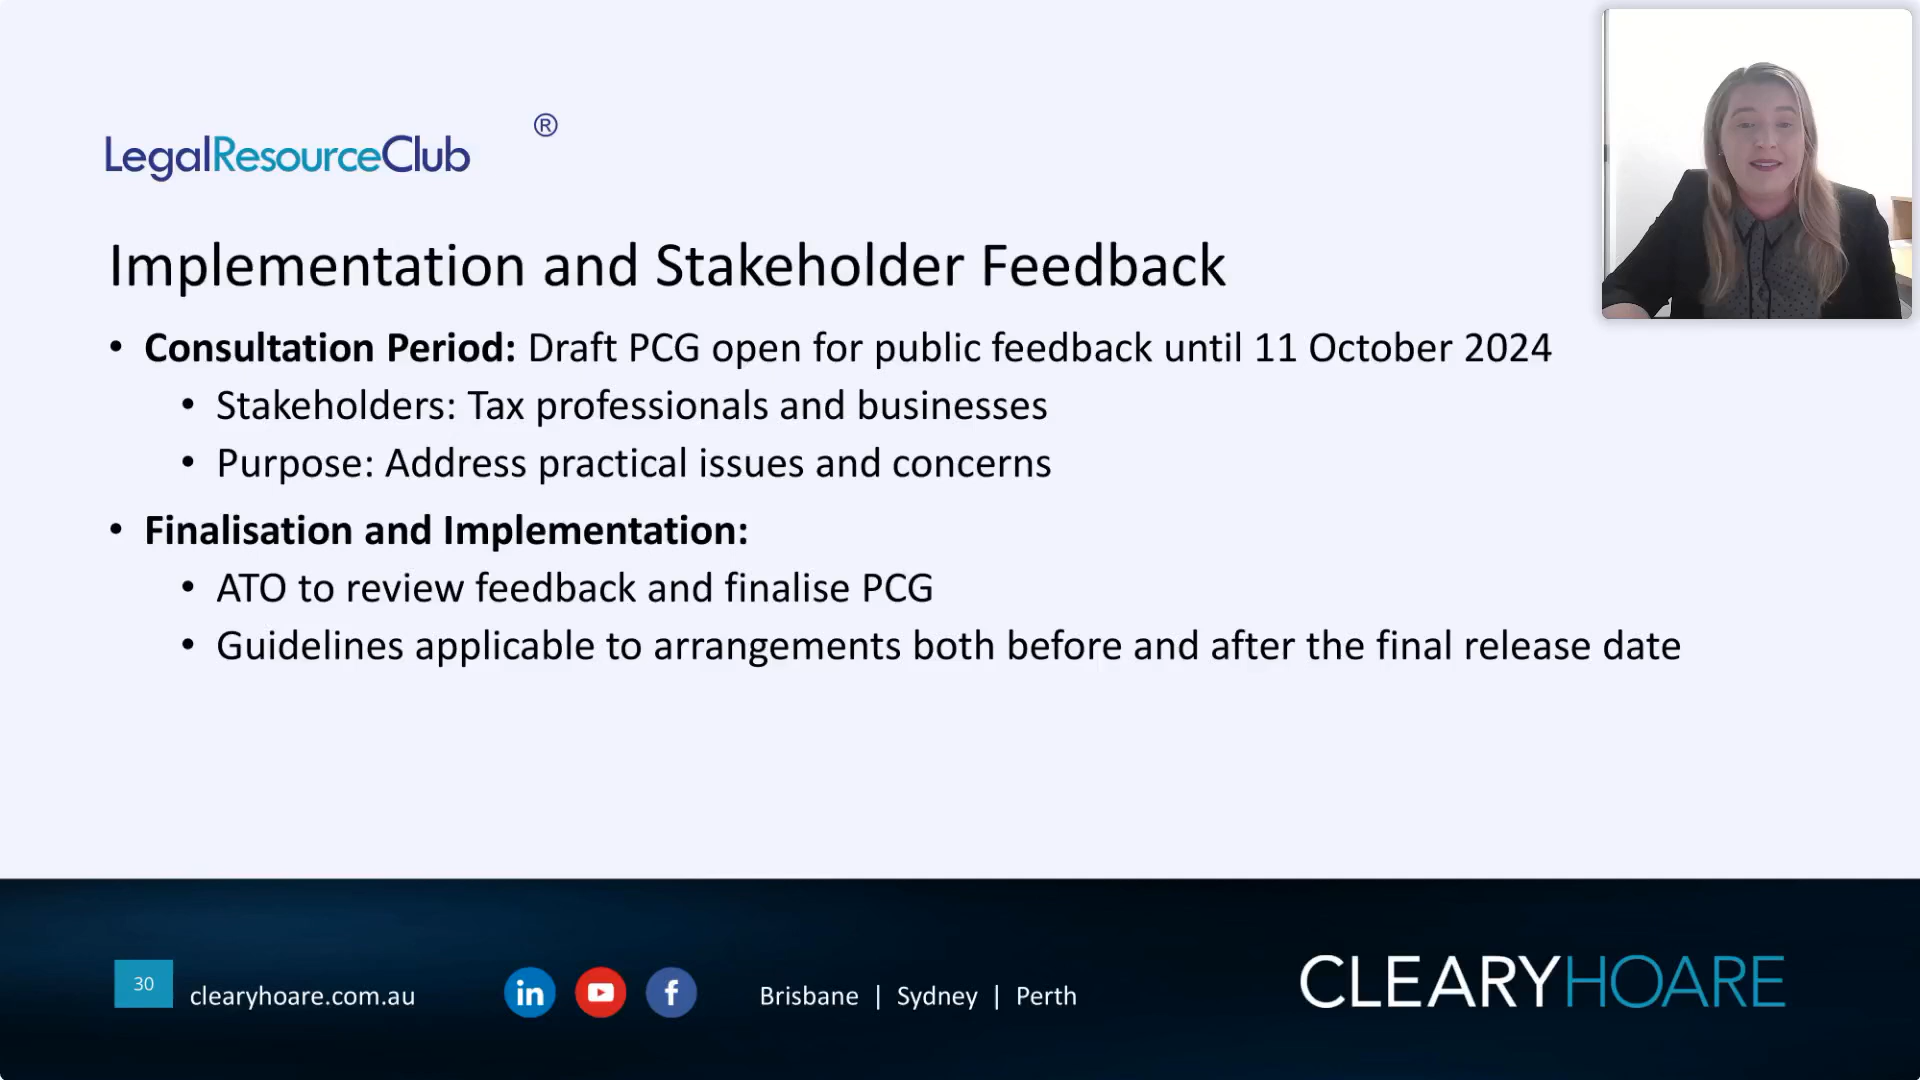 LegalResourceClub ®
Implementation and Stakeholder Feedback
• Consultation Period: Draft PCG open for public feedback until 11 October 2024
• Stakeholders: Tax professionals and businesses
• Purpose: Address practical issues and concerns
• Finalisation and Implementation:
• ATO to review feedback and finalise PCG
• Guidelines applicable to arrangements both before and after the final release date
30 clearyhoare.com.au in f Brisbane | Sydney | Perth CLEARYHOARE